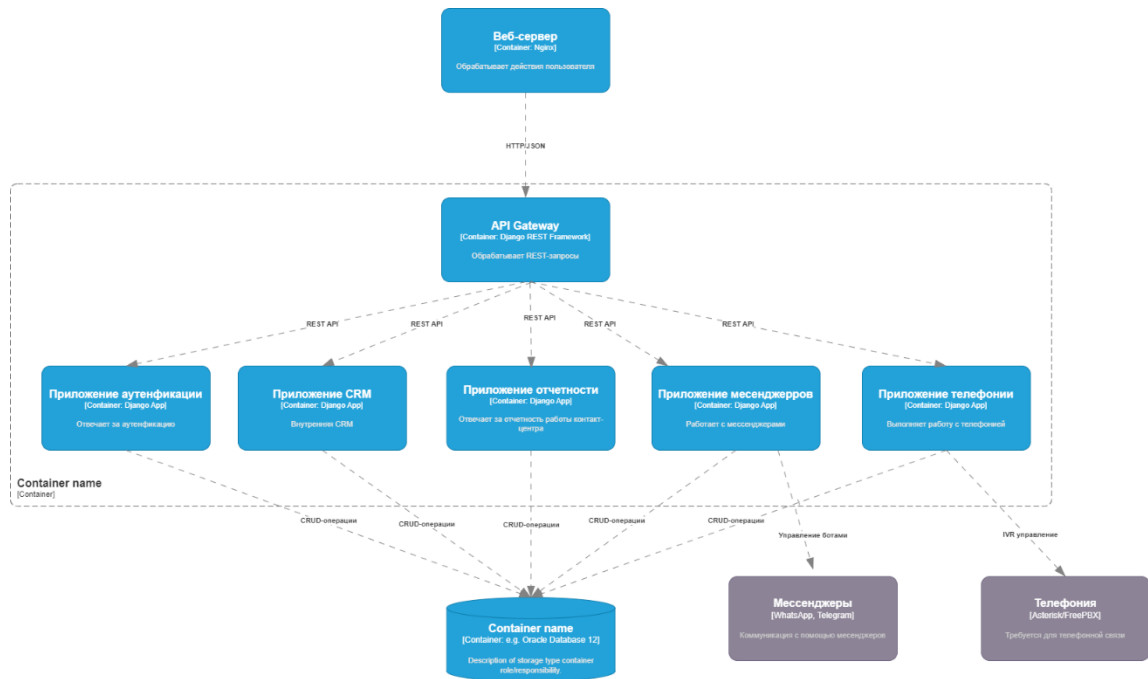 Веб-сервер
[Container: Nginx]
Обрабатывает действия пользователя
HTTP/JSON
API Gateway
[Container: Django REST Framework]
Обрабатывает REST-запросы
REST API
REST API
REST API
REST API
REST API
Приложение аутенфикации
[Container: Django App]
Отвечает за аутенфикацию
Приложение CRM
[Container: Django App]
Внутренняя CRM
Приложение отчетности
[Container: Django App]
Отвечает за отчетность работы контакт-
центра
Приложение месенджерров
[Container: Django App]
Работает с мессенджерами
Приложение телефонии
[Container: Django App]
Выполняет работу с телефонией
Container name
[Container]
CRUD-операции
CRUD-операции
CRUD-операции
CRUD-операции
CRUD-операции
Управление ботами
IVR управление
Container name
[Container: e.g. Oracle Database 12]
Description of storage type container
role/responsibility.
Мессенджеры
[WhatsApp, Telegram]
Коммуникация с помощью месенджеров
Телефония
[Asterisk/FreePBX]
Требуется для телефонной связи